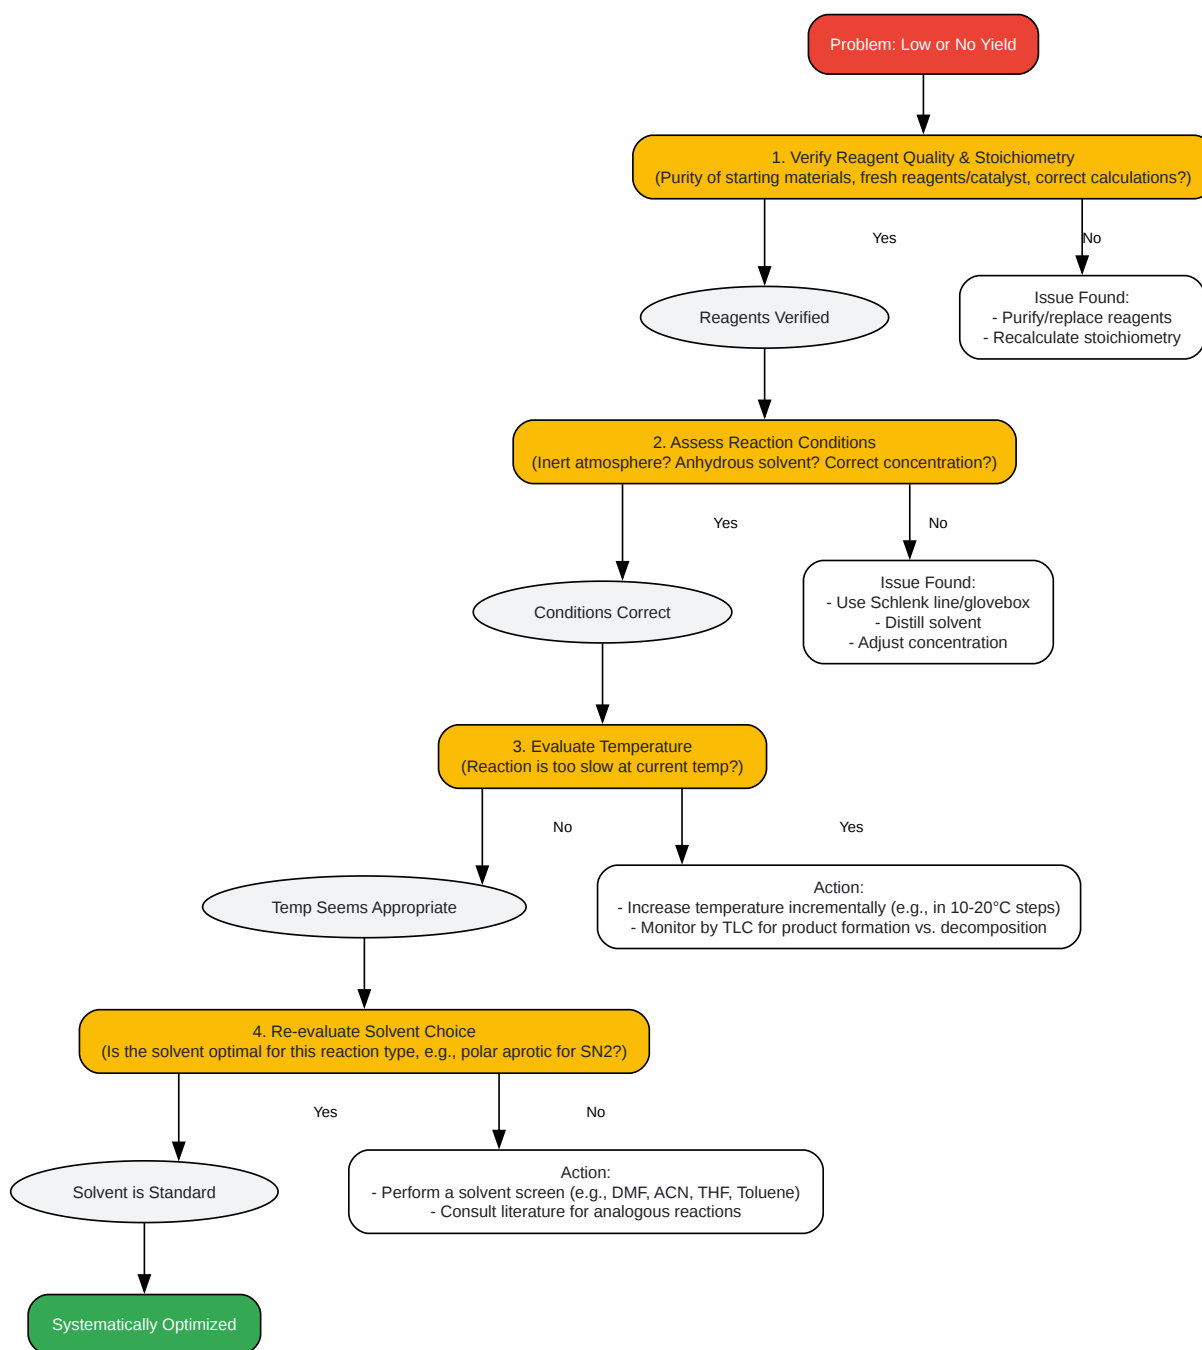 Problem: Low or No Yield
1. Verify Reagent Quality & Stoichiometry
(Purity of starting materials, fresh reagents/catalyst, correct calculations?)
Yes
No
Reagents Verified
Issue Found:
- Purify/replace reagents
- Recalculate stoichiometry
2. Assess Reaction Conditions
(Inert atmosphere? Anhydrous solvent? Correct concentration?)
Yes
No
Conditions Correct
Issue Found:
- Use Schlenk line/glovebox
- Distill solvent
- Adjust concentration
3. Evaluate Temperature
(Reaction is too slow at current temp?)
No
Yes
Temp Seems Appropriate
Action:
- Increase temperature incrementally (e.g., in 10-20°C steps)
- Monitor by TLC for product formation vs. decomposition
4. Re-evaluate Solvent Choice
(Is the solvent optimal for this reaction type, e.g., polar aprotic for SN2?)
Yes
No
Solvent is Standard
Action:
- Perform a solvent screen (e.g., DMF, ACN, THF, Toluene)
- Consult literature for analogous reactions
Systematically Optimized